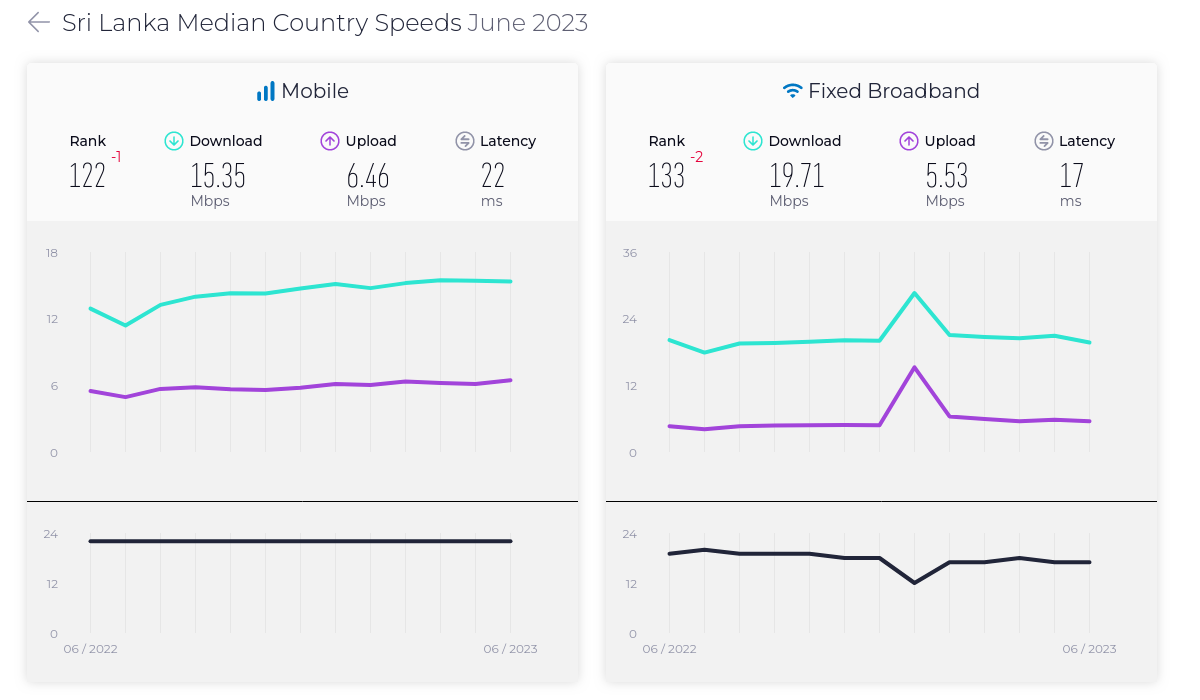 Sri Lanka Median Country Speeds June 2023
Mobile
Rank
122 -1
Download
15.35
Mbps
Upload
6.46
Mbps
Latency
22
ms
18
12
6
0
24
12
0
06 / 2022
06 / 2023
Fixed Broadband
Rank
133 -2
Download
19.71
Mbps
Upload
5.53
Mbps
Latency
17
ms
36
24
12
0
24
12
0
06 / 2022
06 / 2023